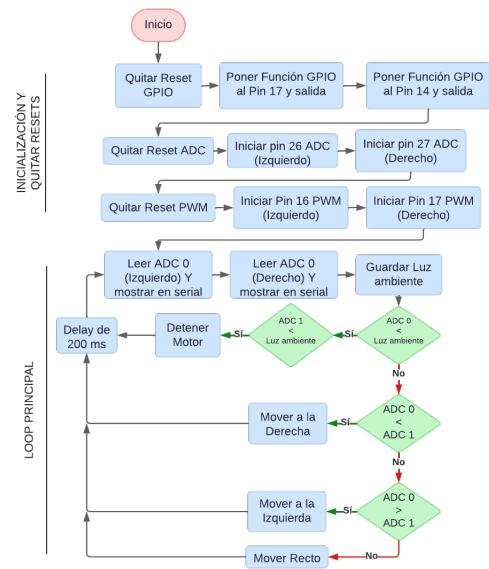 Inicio
INICIALIZACIÓN Y
QUITAR RESETS
Quitar Reset
GPIO
Poner Función GPIO
al Pin 17 y salida
Poner Función GPIO
al Pin 14 y salida
Quitar Reset ADC
Iniciar pin 26 ADC
(Izquierdo)
Iniciar pin 27 ADC
(Derecho)
Quitar Reset PWM
Iniciar Pin 16 PWM
(Izquierdo)
Iniciar Pin 17 PWM
(Derecho)
LOOP PRINCIPAL
Leer ADC 0
(Izquierdo) Y
mostrar en serial
Leer ADC 0
(Derecho) Y
mostrar en serial
Guardar Luz
ambiente
Delay de
200 ms
Detener
Motor
Sí
ADC 1
<
Luz ambiente
Sí
ADC 0
<
Luz ambiente
No
Mover a la
Derecha
Sí
ADC 0
<
ADC 1
No
Mover a la
Izquierda
Sí
ADC 0
>
ADC 1
Mover Recto
No